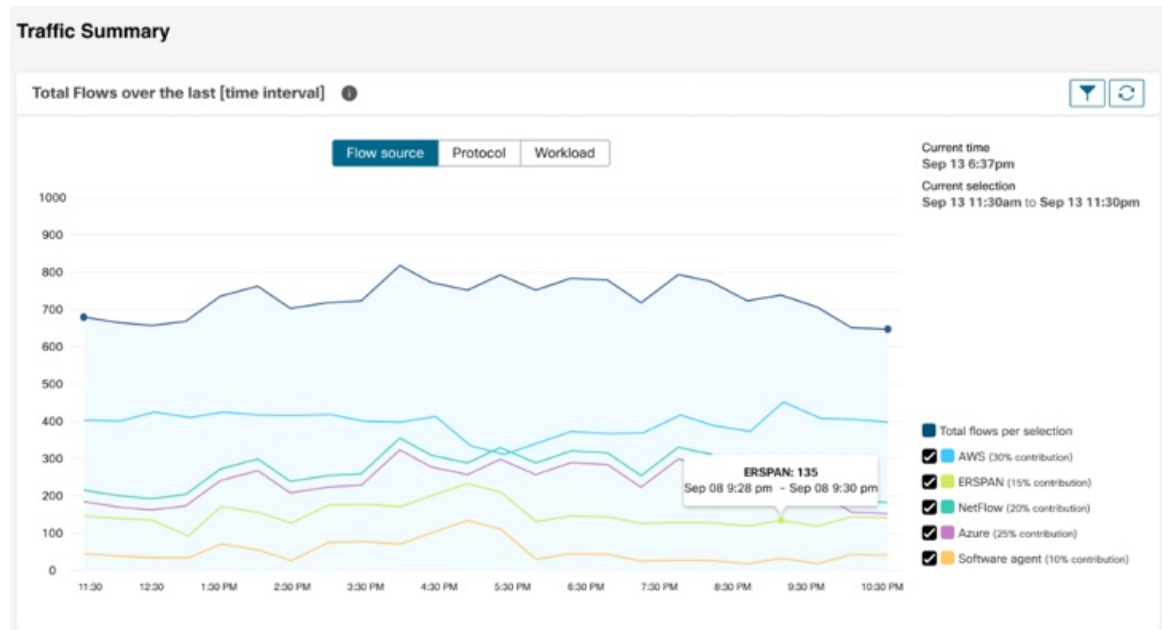 Traffic Summary
Total Flows over the last [time interval]
Flow source Protocol Workload
Current time
Sep 13 6:37pm
Current selection
Sep 13 11:30am to Sep 13 11:30pm
1000
900
800
700
600
500
400
300
200
100
0
ERSPAN: 135
Sep 08 9:28 pm - Sep 08 9:30 pm
11:30 12:30 1:30 PM 2:30 PM 3:30 PM 4:30 PM 5:30 PM 6:30 PM 7:30 PM 8:30 PM 9:30 PM 10:30 PM
Total flows per selection
AWS (30% contribution)
ERSPAN (15% contribution)
NetFlow (20% contribution)
Azure (25% contribution)
Software agent (10% contribution)